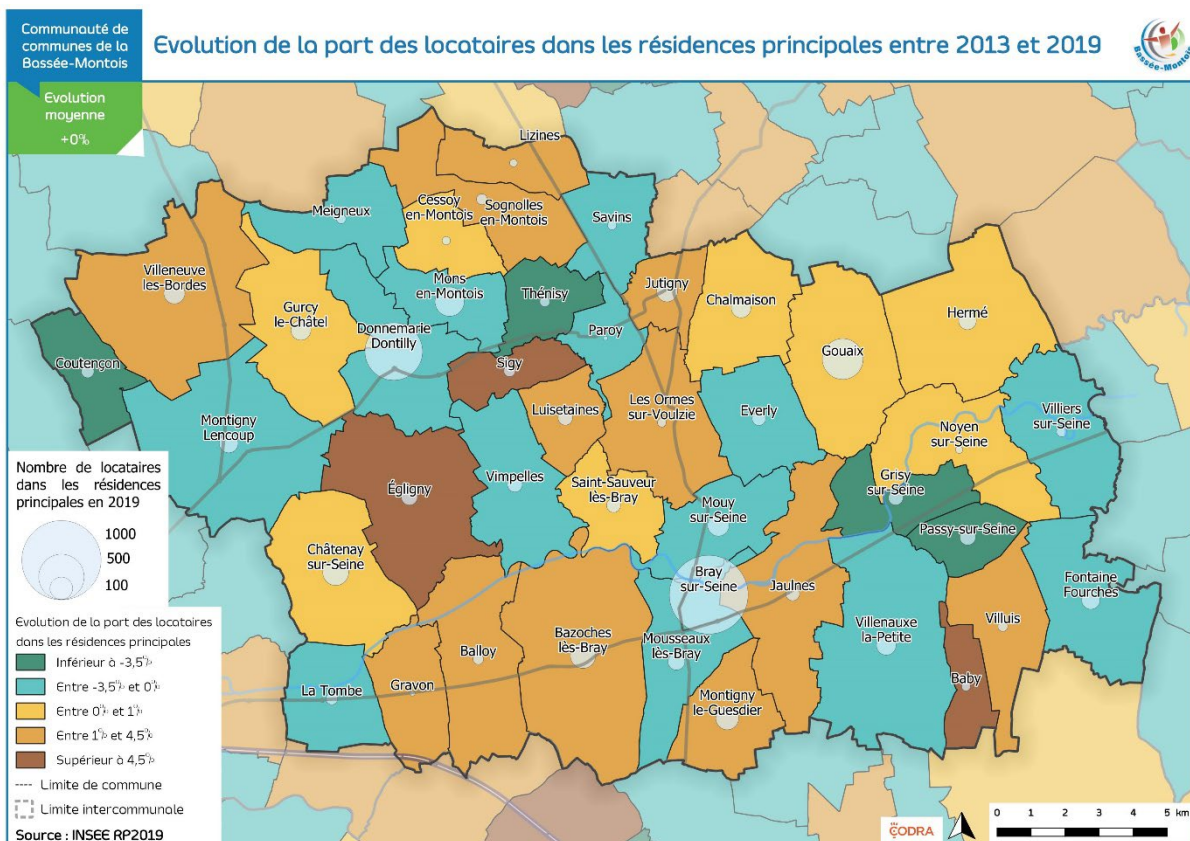 Communauté de
communes de la
Bassée-Montois
Evolution de la part des locataires dans les résidences principales entre 2013 et 2019
Bassée-Montois
Evolution
moyenne
+0%
Lizines
Meigneux
Cessoy
en-Montois
Sognolles
en-Montois
Savins
Villeneuve
les-Bordes
Gurcy
le-Châtel
Mons
en-Montois
Thénisy
Jutigny
Chalmaison
Hermé
Donnemarie
Dontilly
Paroy
Gouaix
Coutençon
Sigy
Montigny
Lencoup
Luisetaines
Les Ormes
sur-Voulzie
Everly
Noyen
sur-Seine
Villiers
sur-Seine
Égligny
Vimpelles
Saint-Sauveur
lès-Bray
Mouy
sur-Seine
Grisy
sur-Seine
Passy-sur-Seine
Châtenay
sur-Seine
Bray
sur-Seine
Jaulnes
Fontaine
Fourches
Villenauxe
la-Petite
Villuis
Balloy
Bazoches
lès-Bray
Mousseaux
lès-Bray
La Tombe
Gravon
Montigny
le-Guesdier
Baby
Nombre de locataires
dans les résidences
principales en 2019
1000
500
100
Evolution de la part des locataires
dans les résidences principales
Inférieur à -3,5%
Entre -3,5% et 0%
Entre 0% et 1%
Entre 1% et 4,5%
Supérieur à 4,5%
Limite de commune
Limite intercommunale
Source : INSEE RP2019
CODRA
0 1 2 3 4 5 km